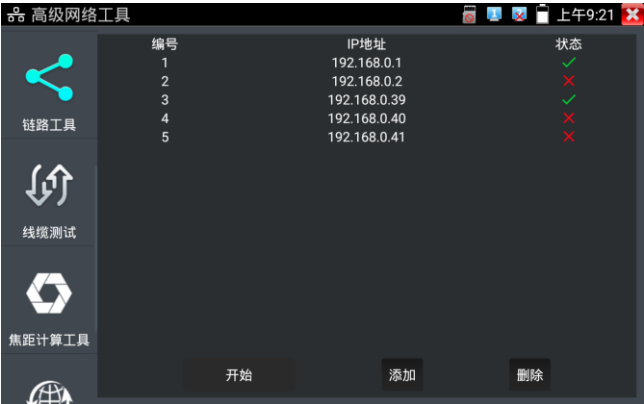 高级网络工具
上午9:21
编号 IP地址 状态
1 192.168.0.1
2 192.168.0.2
3 192.168.0.39
4 192.168.0.40
5 192.168.0.41
链路工具
线缆测试
焦距计算工具
开始 添加 删除